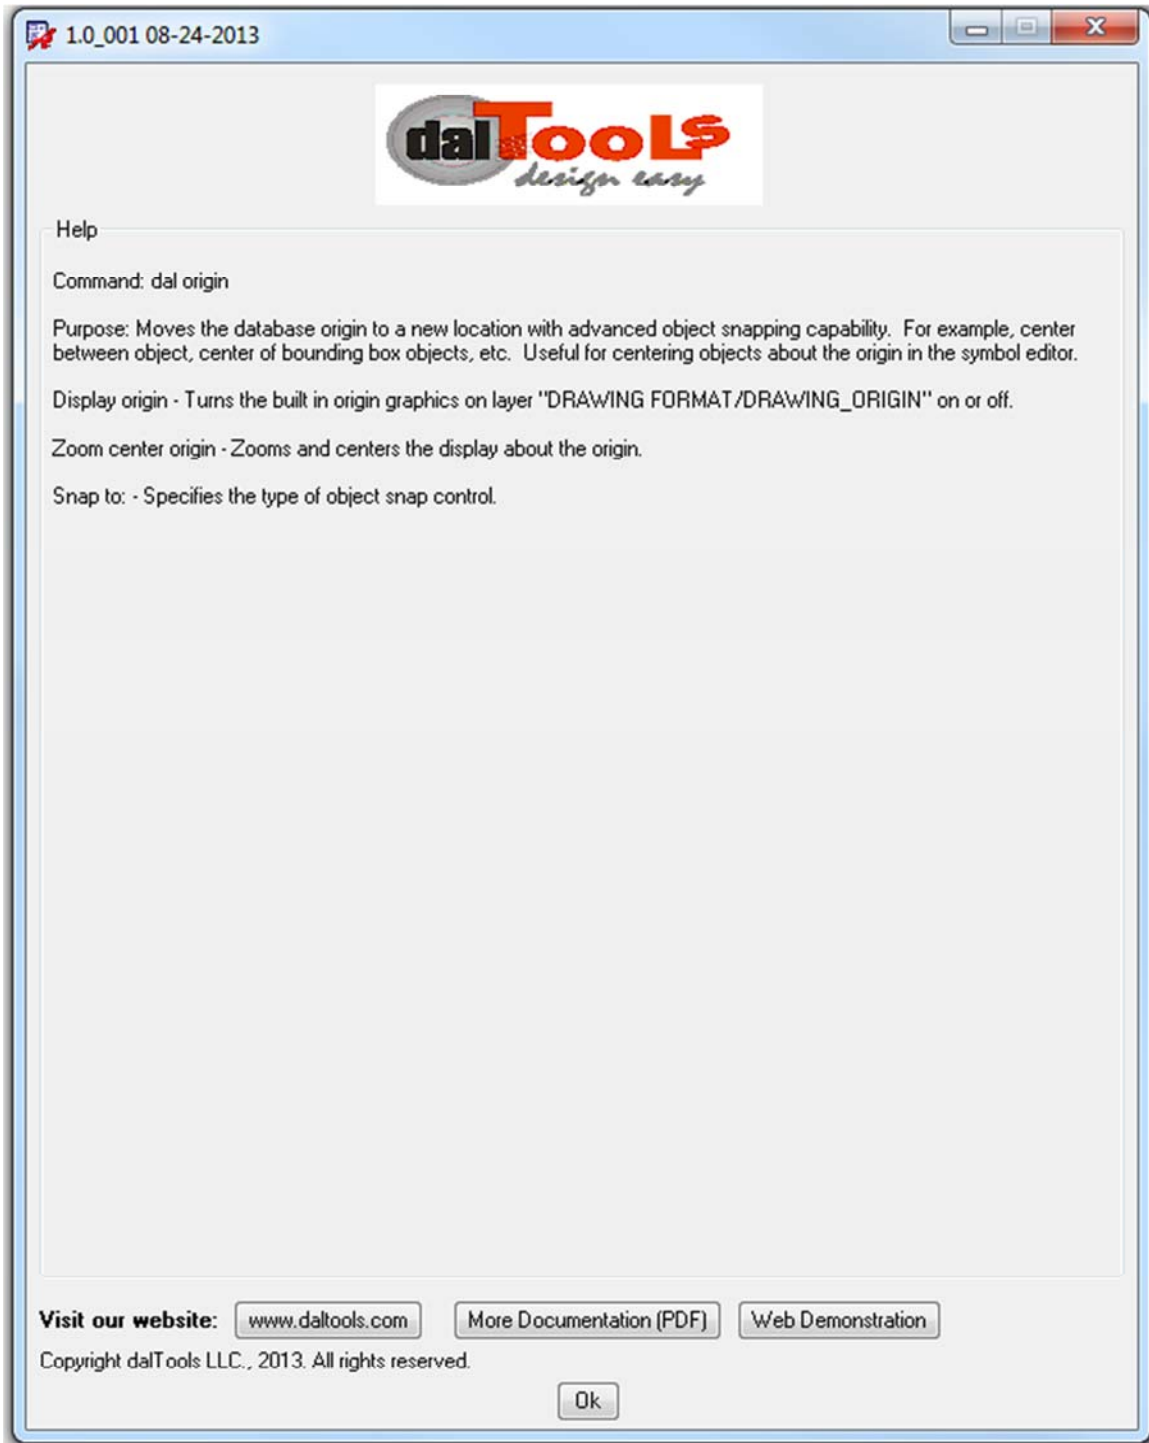 1.0_001 08-24-2013
dalTooLs
design easy
Help
Command: dal origin
Purpose: Moves the database origin to a new location with advanced object snapping capability.  For example, center
between object, center of bounding box objects, etc.  Useful for centering objects about the origin in the symbol editor.
Display origin - Turns the built in origin graphics on layer "DRAWING FORMAT/DRAWING_ORIGIN" on or off.
Zoom center origin - Zooms and centers the display about the origin.
Snap to: - Specifies the type of object snap control.
Visit our website: www.daltools.com More Documentation (PDF) Web Demonstration
Copyright dalTools LLC., 2013. All rights reserved.
Ok